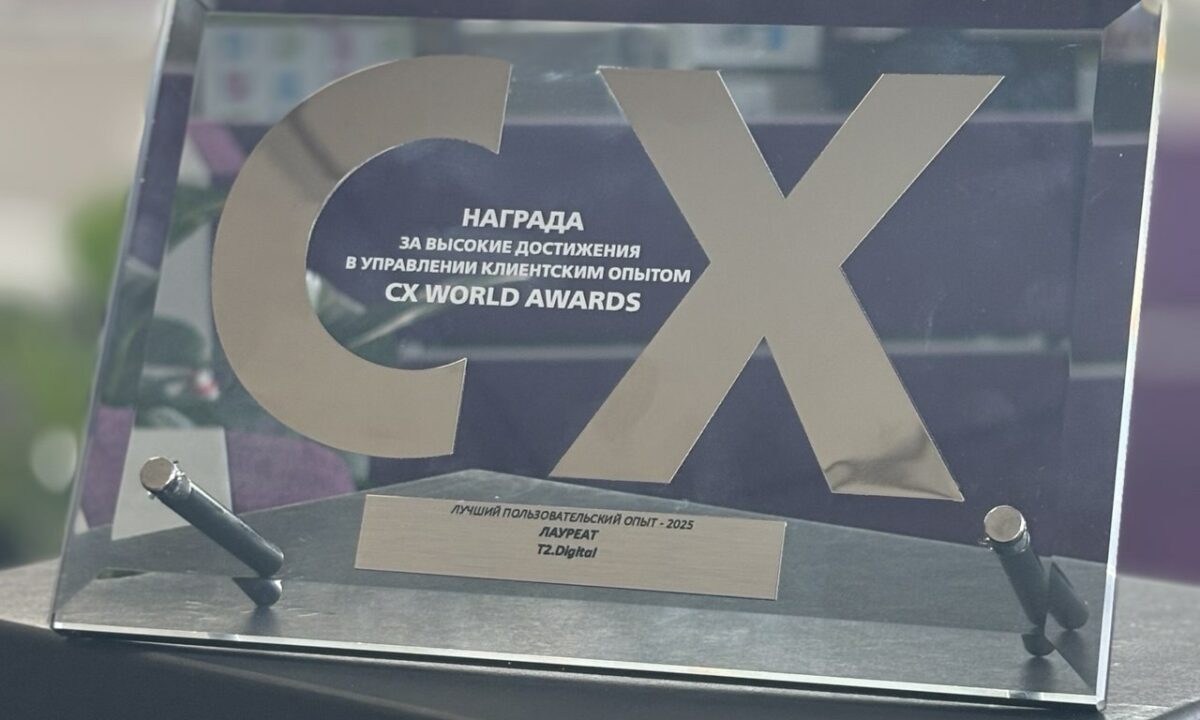 CX
НАГРАДА
ЗА ВЫСОКИЕ ДОСТИЖЕНИЯ
В УПРАВЛЕНИИ КЛИЕНТСКИМ ОПЫТОМ
CX WORLD AWARDS
ЛУЧШИЙ ПОЛЬЗОВАТЕЛЬСКИЙ ОПЫТ - 2025
ЛАУРЕАТ
T2.Digital